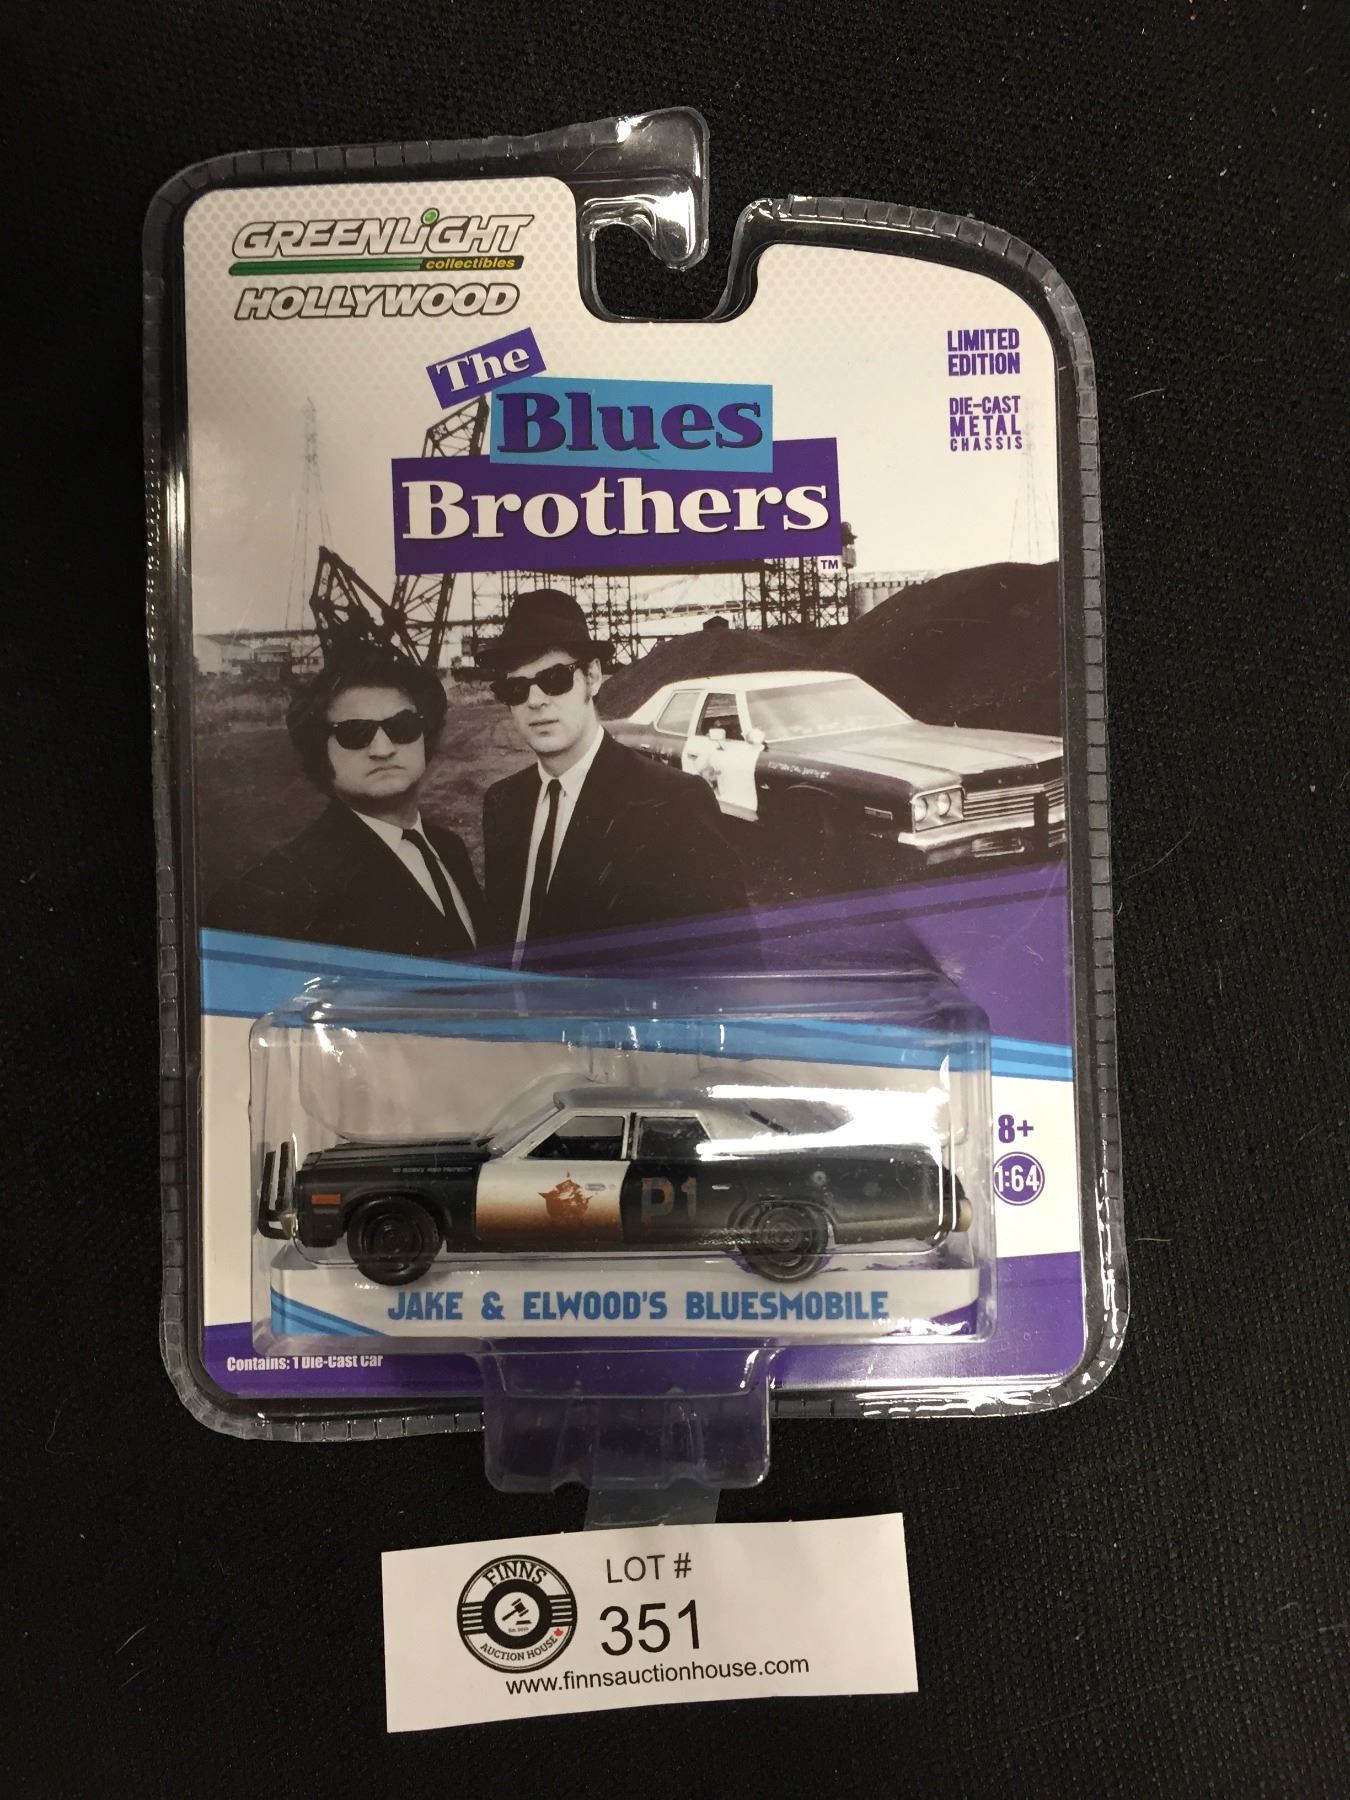 GREENLiGHT
collectibles
HOLLYWOOD
The
Blues
Brothers
TM
LIMITED
EDITION
DIE-CAST
METAL
CHASSIS
P1
8+
1:64
JAKE & ELWOOD'S BLUESMOBILE
Contains: 1 Die-Cast Car
FINNS
AUCTION HOUSE
LOT #
351
www.finnsauctionhouse.com